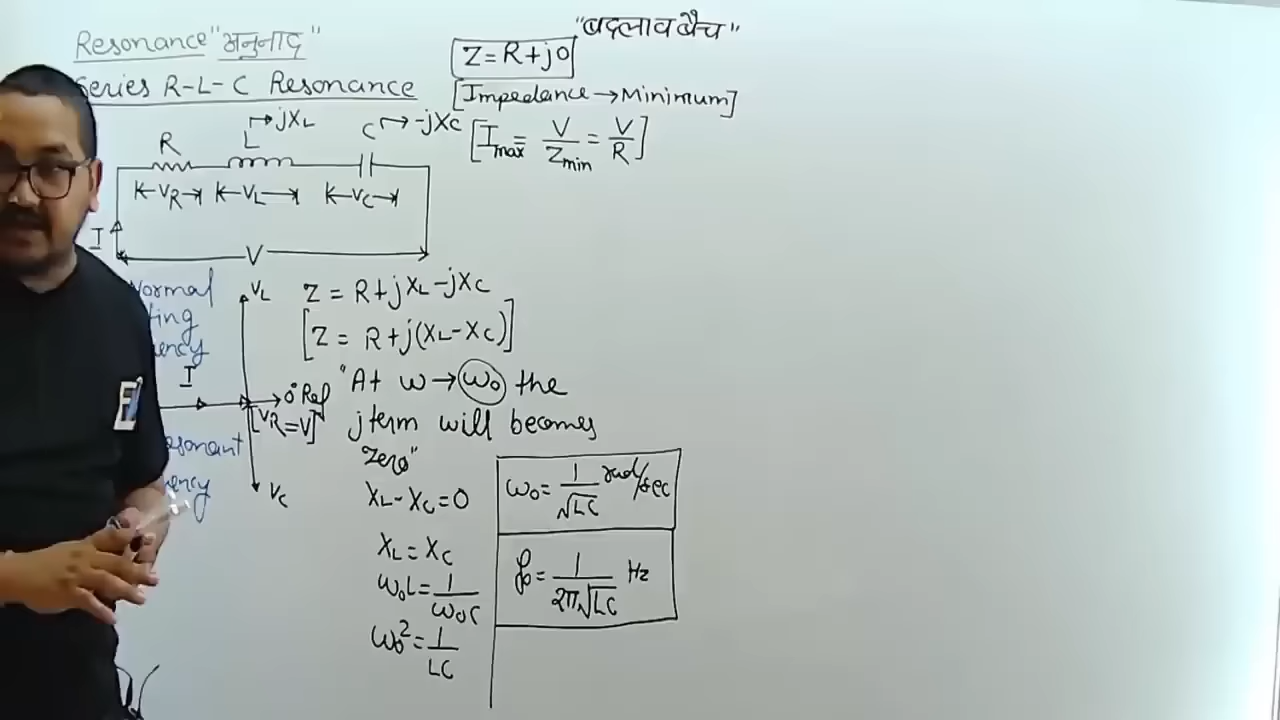 "बदलाव बैच"
Resonance "अनुनाद"
Series R-L-C Resonance
R
L
jXL
C
-jXC
VR
VL
VC
I
V
Z = R + j0
[Impedance → Minimum]
[Imax = V/Zmin = V/R]
VL
I
0° Ref
[VR=V]
VC
Z = R + jXL - jXC
[Z = R + j(XL - XC)]
"At ω → ω0 the
j term will becomes
zero"
XL - XC = 0
XL = XC
ω0L = 1/ω0C
ω0² = 1/LC
ω0 = 1/√LC rad/sec
f0 = 1/2π√LC Hz